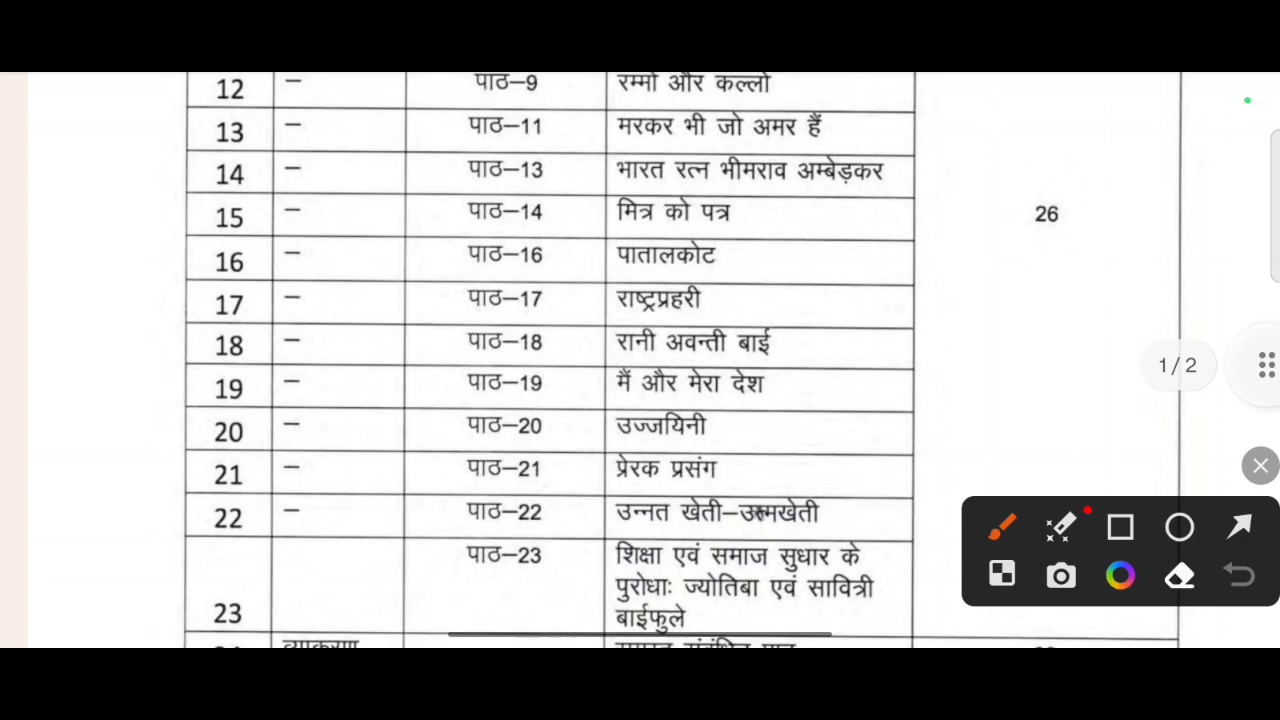 12 – पाठ–9 रम्मो और कल्लो
13 – पाठ–11 मरकर भी जो अमर हैं
14 – पाठ–13 भारत रत्न भीमराव अम्बेड़कर
15 – पाठ–14 मित्र को पत्र 26
16 – पाठ–16 पातालकोट
17 – पाठ–17 राष्ट्रप्रहरी
18 – पाठ–18 रानी अवन्ती बाई
19 – पाठ–19 मैं और मेरा देश
20 – पाठ–20 उज्जयिनी
21 – पाठ–21 प्रेरक प्रसंग
22 – पाठ–22 उन्नत खेती–
पाठ–23 शिक्षा एवं समाज सुधार के
पुरोधाः ज्योतिबा एवं सावित्री
23 बाईफुले
व्याकरण
1/2